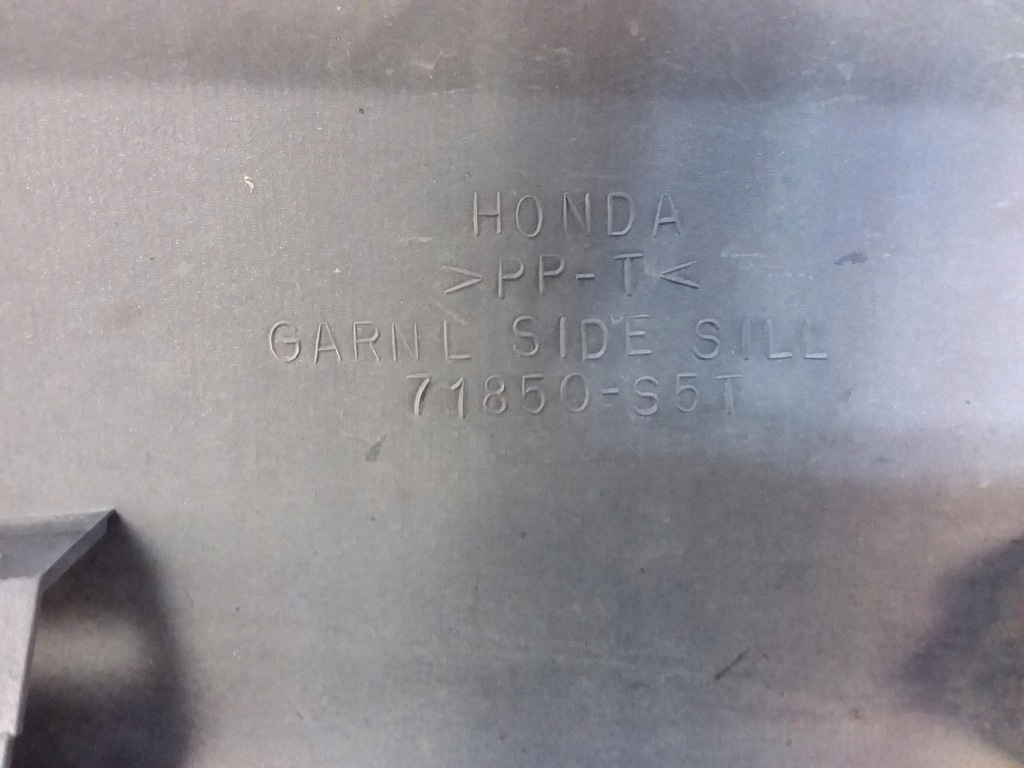 HONDA
>PP-T<
GARN L SIDE SILL
71850-S5T